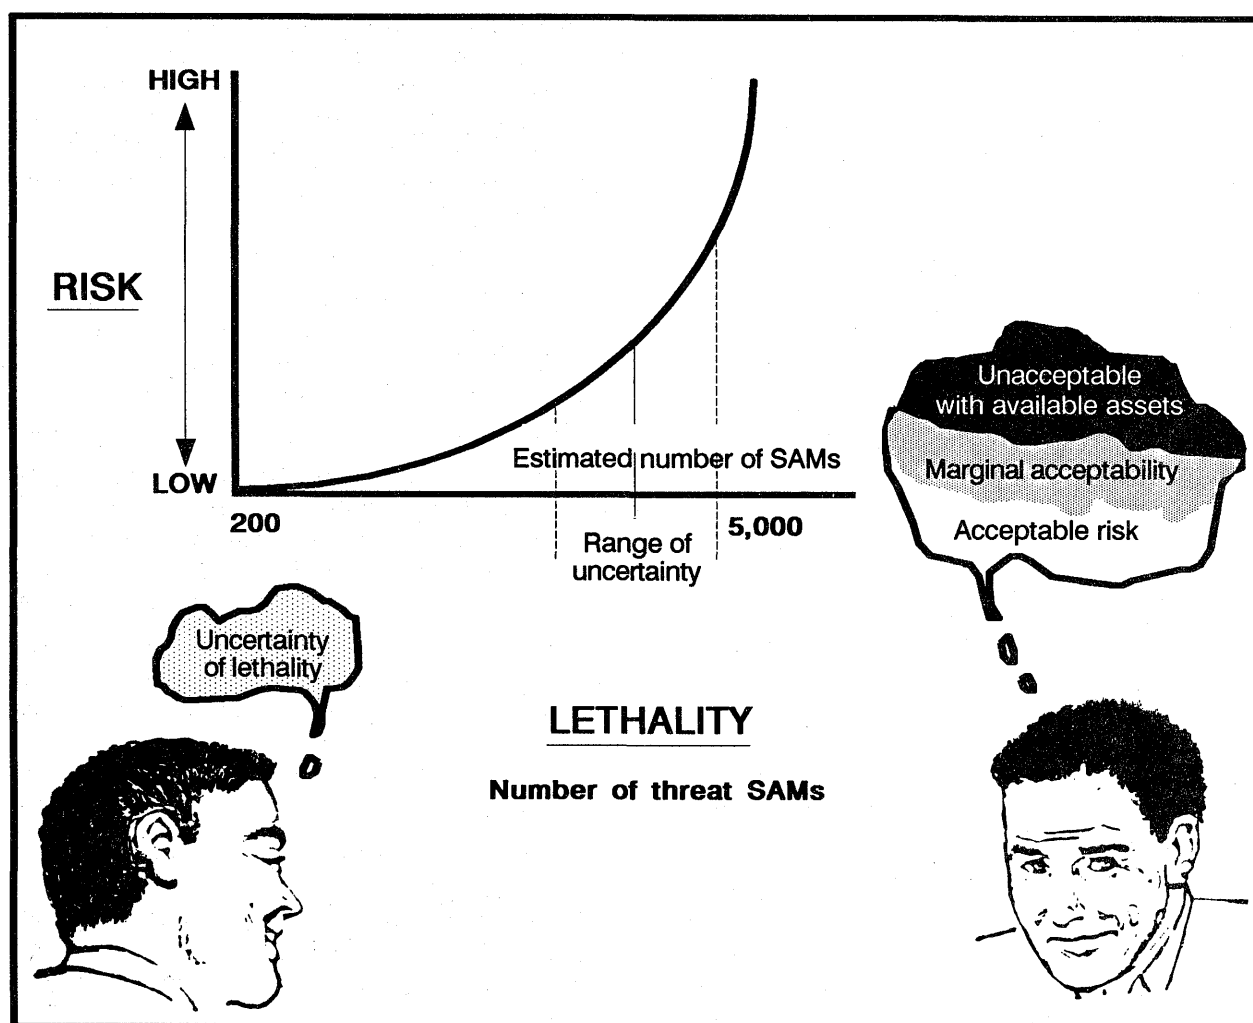 HIGH
RISK
LOW
200
5,000
Estimated number of SAMs
Range of
uncertainty
Unacceptable
with available assets
Marginal acceptability
Acceptable risk
Uncertainty
of lethality
LETHALITY
Number of threat SAMs